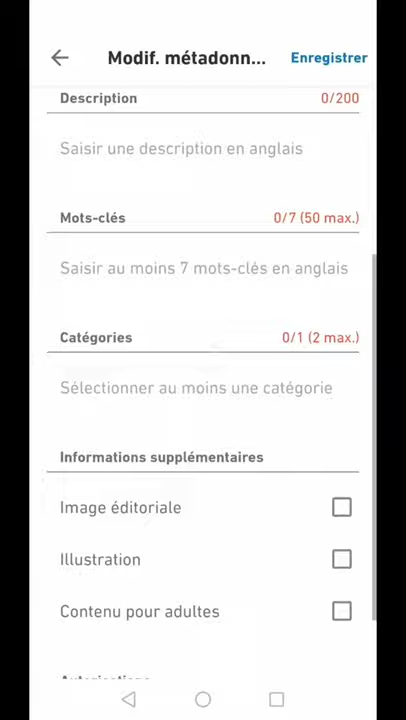 Modif. métadonn...
Enregistrer
Description
0/200
Saisir une description en anglais
Mots-clés
0/7 (50 max.)
Saisir au moins 7 mots-clés en anglais
Catégories
0/1 (2 max.)
Sélectionner au moins une catégorie
Informations supplémentaires
Image éditoriale
Illustration
Contenu pour adultes